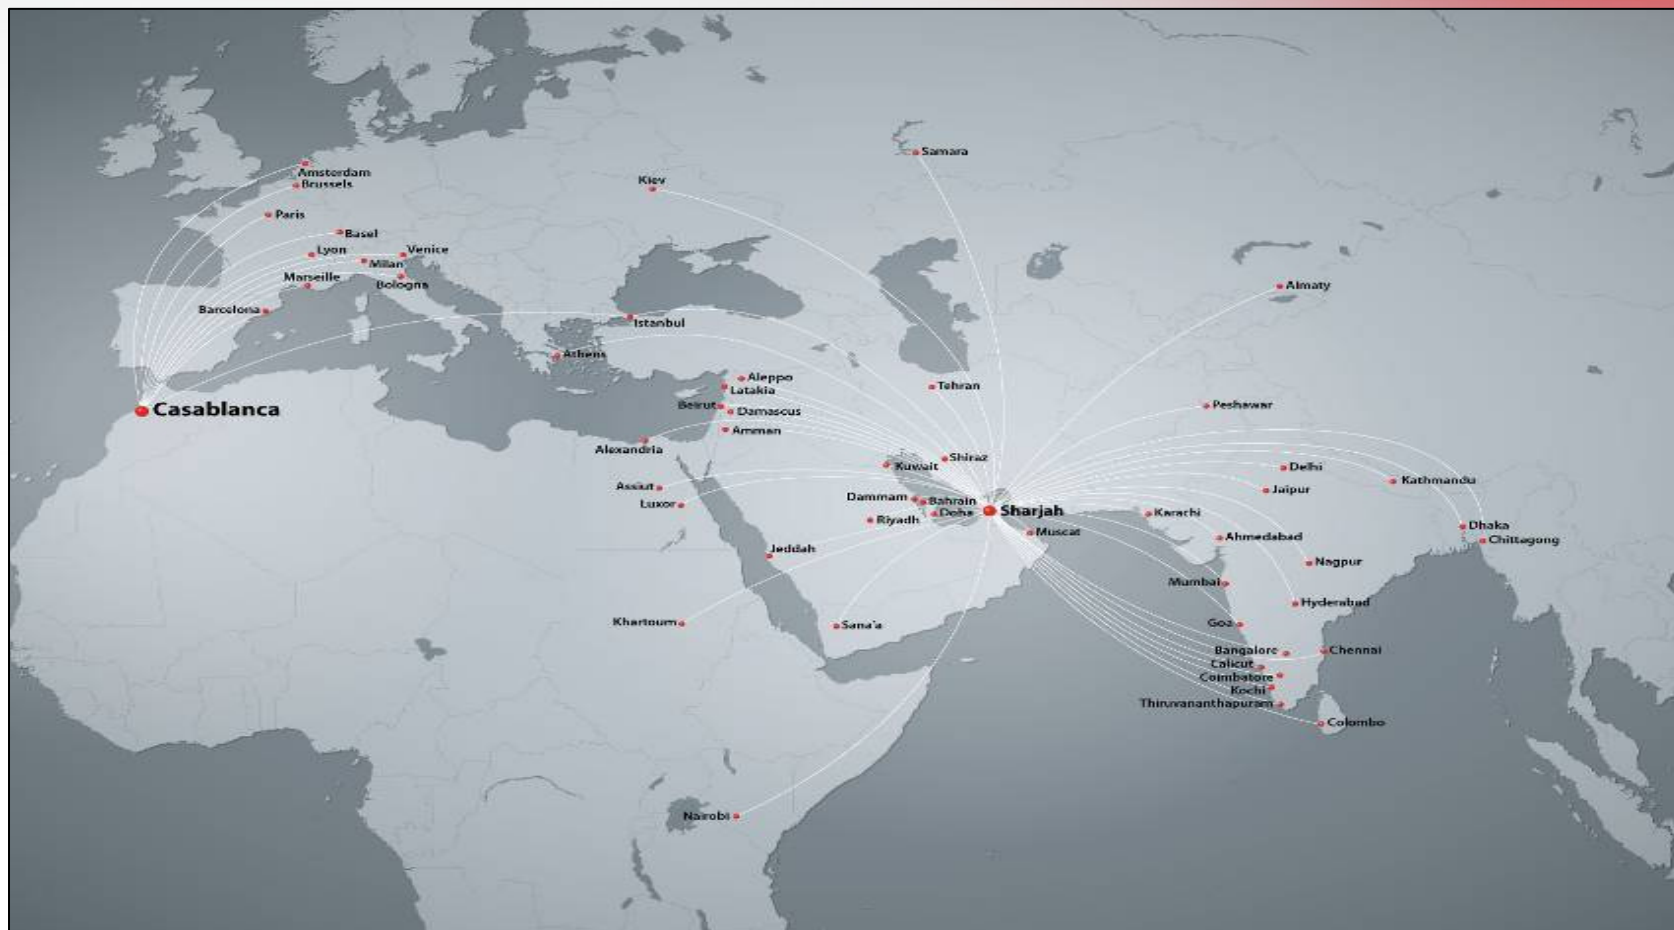 Samara
Amsterdam
Brussels
Kiev
Paris
Basel
Lyon
Venice
Milan
Marseille
Bologna
Almaty
Barcelona
Istanbul
Athens
Aleppo
Latakia
Tehran
Beirut
Damascus
Peshawar
Casablanca
Amman
Alexandria
Shiraz
Kuwait
Delhi
Kathmandu
Assiut
Jaipur
Luxor
Dammam
Bahrain
Doha
Sharjah
Karachi
Riyadh
Dhaka
Muscat
Ahmedabad
Chittagong
Jeddah
Nagpur
Mumbai
Hyderabad
Khartoum
Sana'a
Goa
Bangalore
Chennai
Calicut
Coimbatore
Kochi
Thiruvananthapuram
Colombo
Nairobi